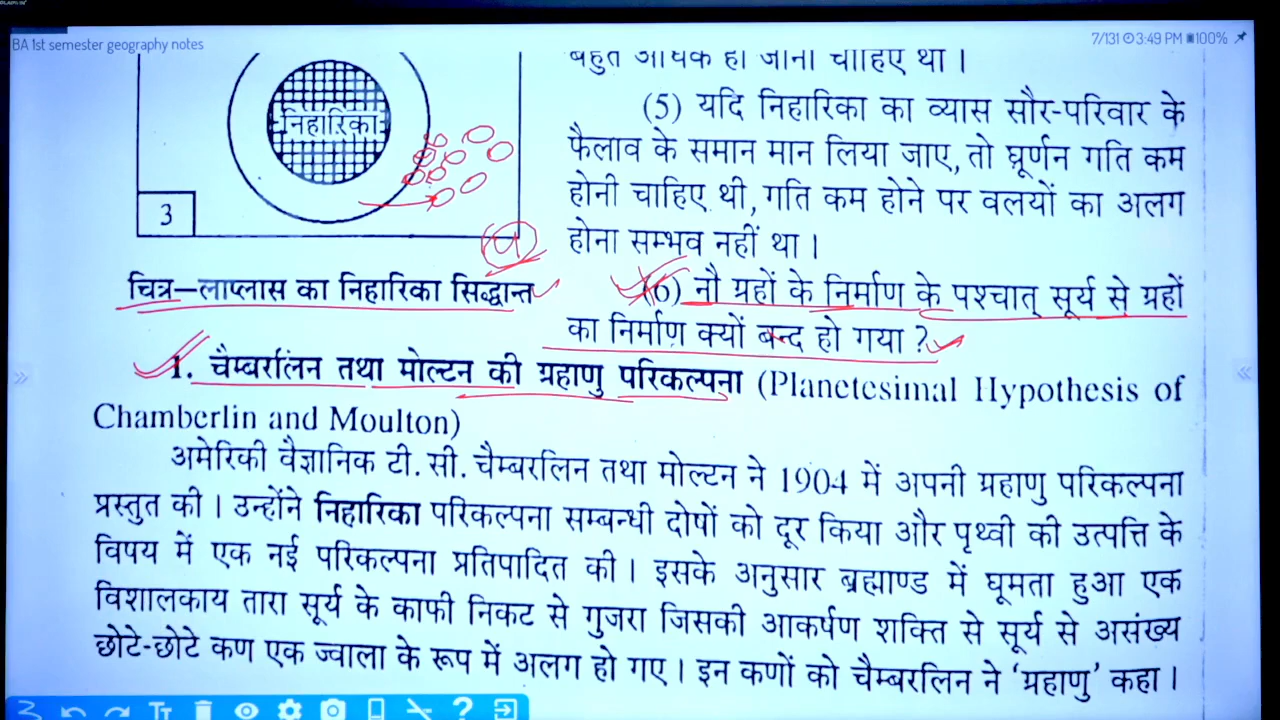 BA 1st semester geography notes
7/131 3:49 PM 100%
बहुत अधिक हो जाना चाहिए था ।
निहारिका
3
(4)
चित्र—लाप्लास का निहारिका सिद्धान्त
(5) यदि निहारिका का व्यास सौर-परिवार के
फैलाव के समान मान लिया जाए, तो घूर्णन गति कम
होनी चाहिए थी, गति कम होने पर वलयों का अलग
होना सम्भव नहीं था ।
(6) नौ ग्रहों के निर्माण के पश्चात् सूर्य से ग्रहों
का निर्माण क्यों बन्द हो गया ?
1. चैम्बरलिन तथा मोल्टन की ग्रहाणु परिकल्पना (Planetesimal Hypothesis of
Chamberlin and Moulton)
अमेरिकी वैज्ञानिक टी. सी. चैम्बरलिन तथा मोल्टन ने 1904 में अपनी ग्रहाणु परिकल्पना
प्रस्तुत की । उन्होंने निहारिका परिकल्पना सम्बन्धी दोषों को दूर किया और पृथ्वी की उत्पत्ति के
विषय में एक नई परिकल्पना प्रतिपादित की । इसके अनुसार ब्रह्माण्ड में घूमता हुआ एक
विशालकाय तारा सूर्य के काफी निकट से गुजरा जिसकी आकर्षण शक्ति से सूर्य से असंख्य
छोटे-छोटे कण एक ज्वाला के रूप में अलग हो गए । इन कणों को चैम्बरलिन ने ‘ग्रहाणु’ कहा ।